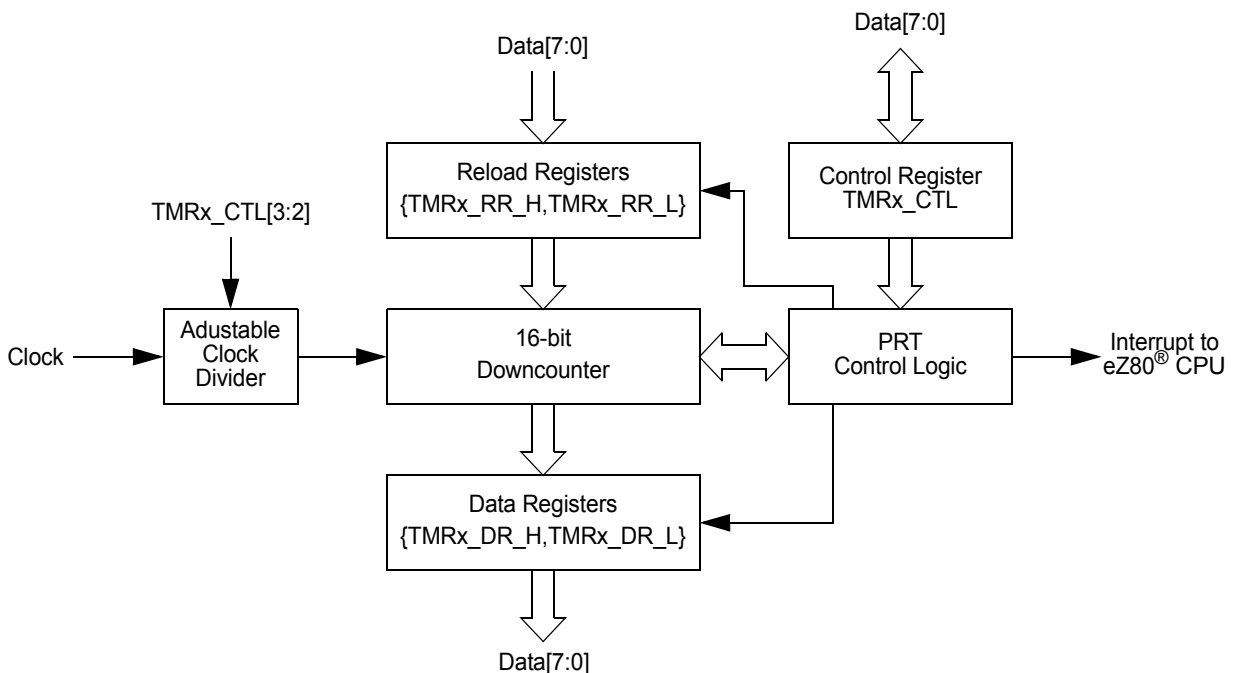 Data[7:0]
Data[7:0]
Reload Registers
{TMRx_RR_H,TMRx_RR_L}
Control Register
TMRx_CTL
TMRx_CTL[3:2]
Clock
Adustable
Clock
Divider
16-bit
Downcounter
PRT
Control Logic
Interrupt to
eZ80® CPU
Data Registers
{TMRx_DR_H,TMRx_DR_L}
Data[7:0]